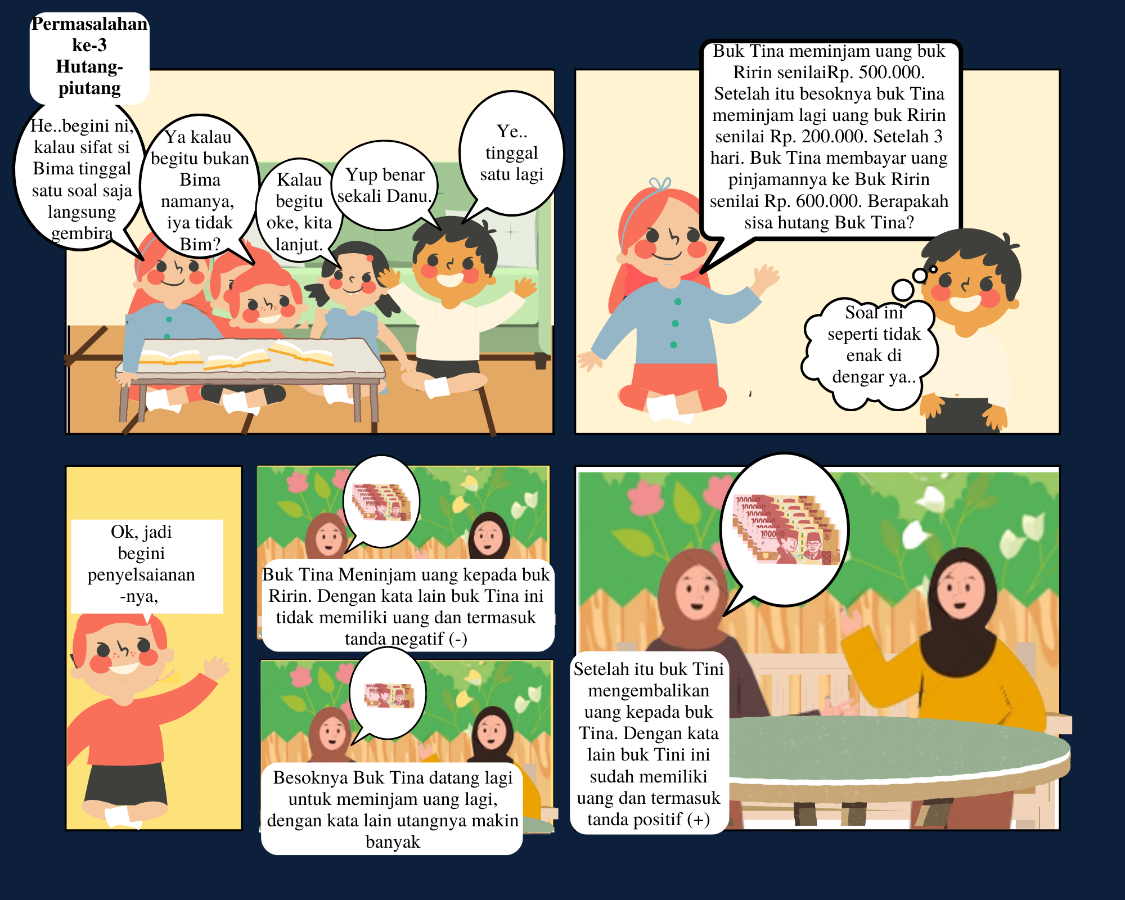 Permasalahan
ke-3
Hutang-
piutang
He..begini ni,
kalau sifat si
Bima tinggal
satu soal saja
langsung
gembira
Ya kalau
begitu bukan
Bima
namanya,
iya tidak
Bim?
Kalau
begitu
oke, kita
lanjut.
Yup benar
sekali Danu.
Ye..
tinggal
satu lagi
Buk Tina meminjam uang buk
Ririn senilaiRp. 500.000.
Setelah itu besoknya buk Tina
meminjam lagi uang buk Ririn
senilai Rp. 200.000. Setelah 3
hari. Buk Tina membayar uang
pinjamannya ke Buk Ririn
senilai Rp. 600.000. Berapakah
sisa hutang Buk Tina?
Soal ini
seperti tidak
enak di
dengar ya..
Ok, jadi
begini
penyelsaianan
-nya,
Buk Tina Meninjam uang kepada buk
Ririn. Dengan kata lain buk Tina ini
tidak memiliki uang dan termasuk
tanda negatif (-)
Besoknya Buk Tina datang lagi
untuk meminjam uang lagi,
dengan kata lain utangnya makin
banyak
Setelah itu buk Tini
mengembalikan
uang kepada buk
Tina. Dengan kata
lain buk Tini ini
sudah memiliki
uang dan termasuk
tanda positif (+)